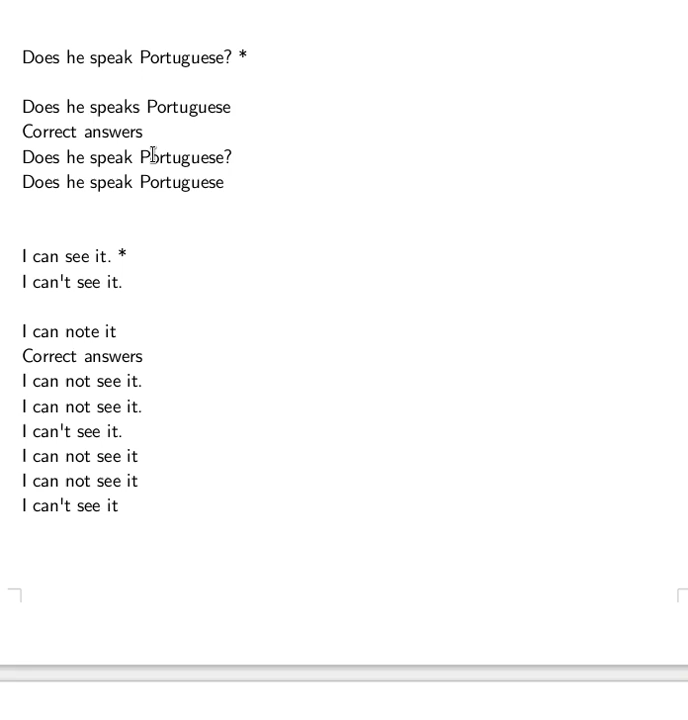 Does he speak Portuguese? *
Does he speaks Portuguese
Correct answers
Does he speak Portuguese?
Does he speak Portuguese
I can see it. *
I can't see it.
I can note it
Correct answers
I can not see it.
I can not see it.
I can't see it.
I can not see it
I can not see it
I can't see it